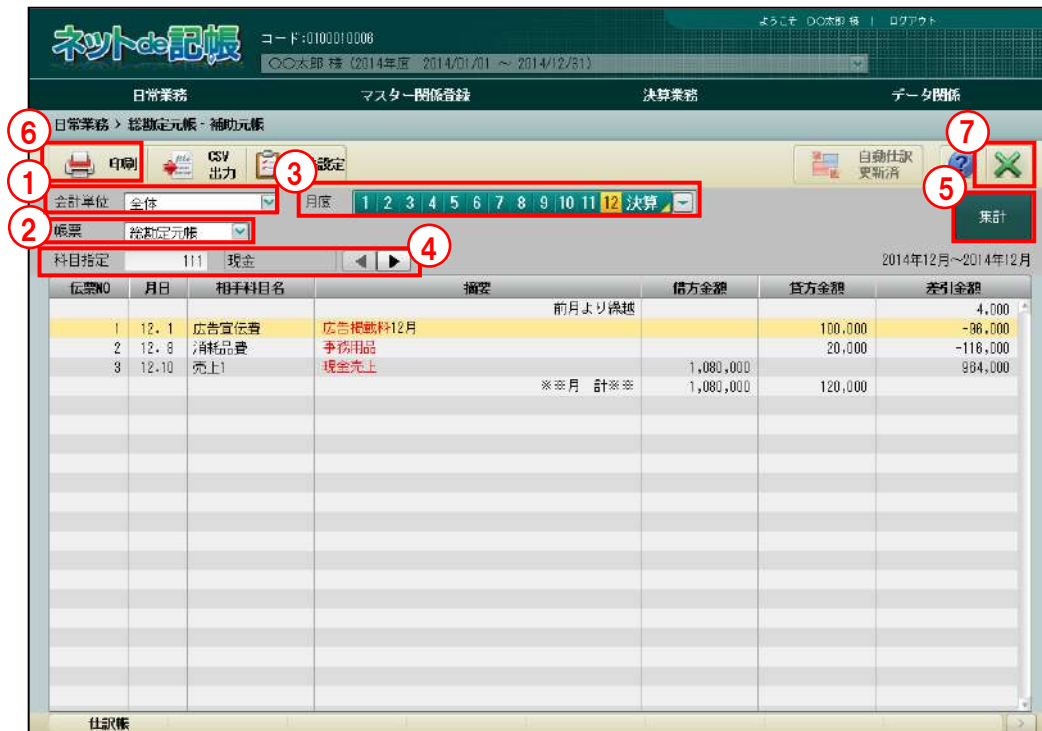 ようこそ 〇〇太郎 様 | ログアウト
ネットde記帳
コード:0100010006
〇〇太郎 様 (2014年度 2014/01/01 ～ 2014/12/31)
日常業務 マスター関係登録 決算業務 データ関係
日常業務 > 総勘定元帳 - 補助元帳
⑥ ⑦
印刷 CSV出力 設定 自動仕訳更新済 ?
① ③ ⑤
会計単位 全体 月度 1 2 3 4 5 6 7 8 9 10 11 12 決算 集計
② 帳票 総勘定元帳
④
科目指定 111 現金 ◀ ▶ 2014年12月～2014年12月
伝票NO 月日 相手科目名 摘要 借方金額 貸方金額 差引金額
前月より繰越 4,000
1 12. 1 広告宣伝費 広告掲載料12月 100,000 -96,000
2 12. 8 消耗品費 事務用品 20,000 -116,000
3 12.10 売上1 現金売上 1,080,000 964,000
※※月 計※※ 1,080,000 120,000
仕訳帳